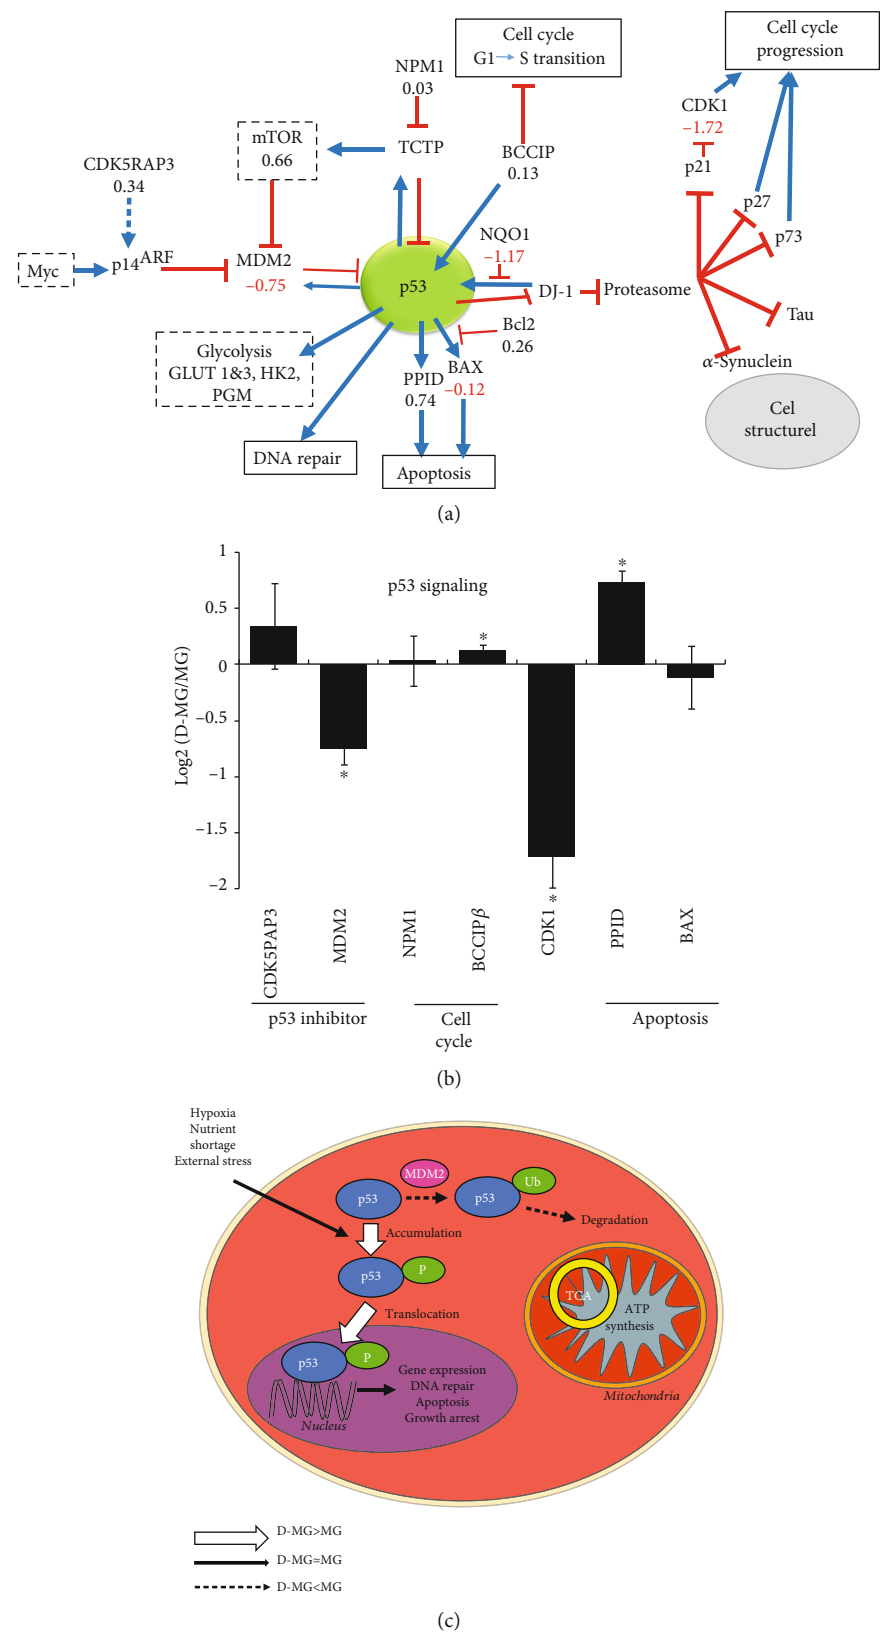 Cell cycle
G1 → S transition
Cell cycle
progression
NPM1
0.03
CDK1
−1.72
mTOR
0.66
TCTP
BCCIP
0.13
p21
CDK5RAP3
0.34
p27
NQO1
−1.17
p73
Myc
p14ARF
MDM2
−0.75
p53
DJ-1
Proteasome
Tau
Bcl2
0.26
Glycolysis
GLUT 1&3, HK2,
PGM
PPID
0.74
BAX
−0.12
α-Synuclein
Cel
structurel
DNA repair
Apoptosis
(a)
p53 signaling
Log2 (D-MG/MG)
1
0.5
0
−0.5
−1
−1.5
−2
*
*
*
*
CDK5PAP3
MDM2
NPM1
BCCIPβ
CDK1
PPID
BAX
p53 inhibitor
Cell
cycle
Apoptosis
(b)
Hypoxia
Nutrient
shortage
External stress
MDM2
p53
p53
Ub
Degradation
Accumulation
p53
P
Translocation
TCA
ATP
synthesis
Mitochondria
p53
P
Gene expression
DNA repair
Apoptosis
Growth arrest
Nucleus
D-MG>MG
D-MG≃MG
D-MG<MG
(c)